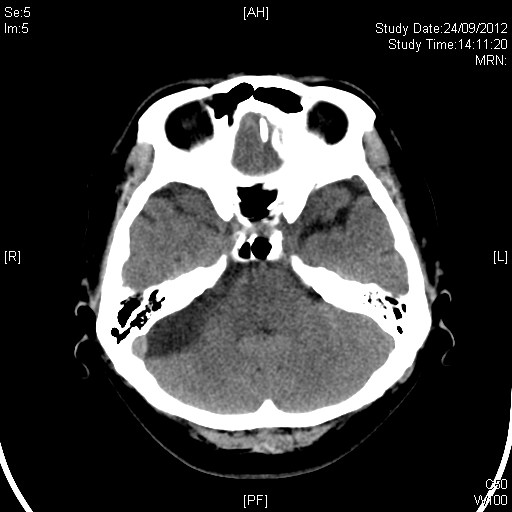 Se:5
Im:5
[AH]
Study Date:24/09/2012
Study Time:14:11:20
MRN:
[R]
[L]
[PF]
C50
W100